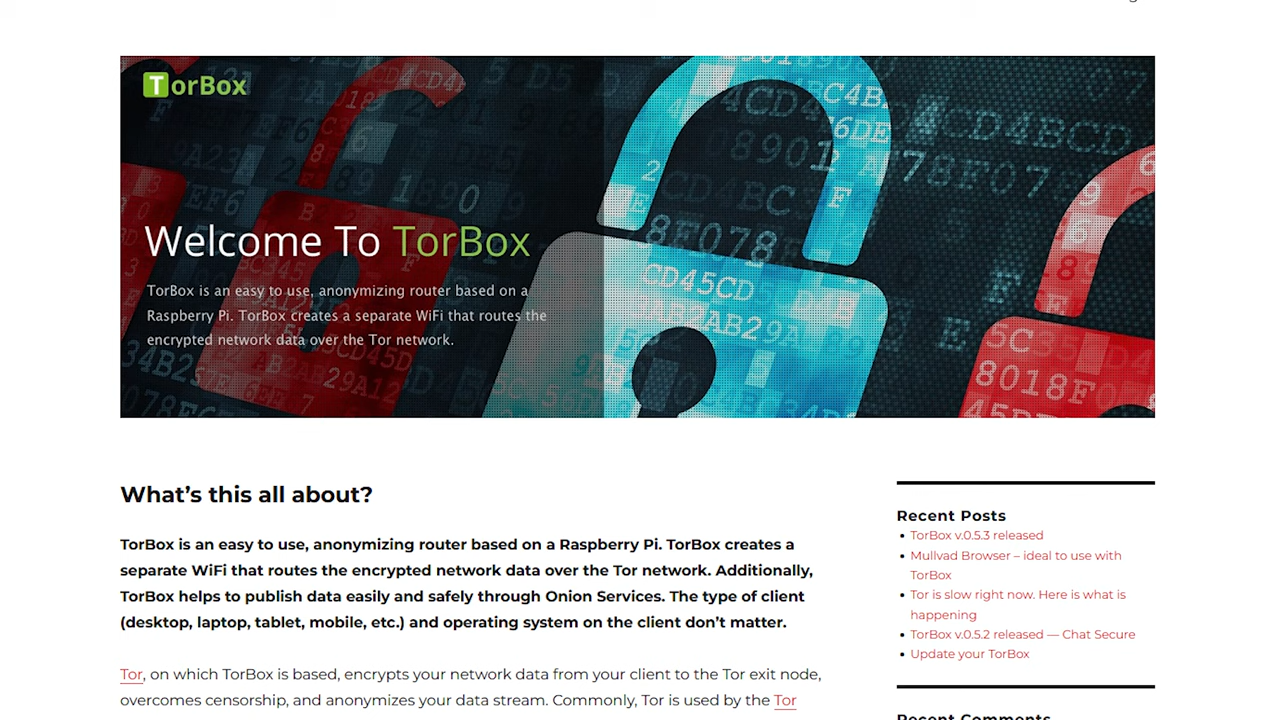 TorBox
Welcome To TorBox
TorBox is an easy to use, anonymizing router based on a
Raspberry Pi. TorBox creates a separate WiFi that routes the
encrypted network data over the Tor network.
What’s this all about?
TorBox is an easy to use, anonymizing router based on a Raspberry Pi. TorBox creates a
separate WiFi that routes the encrypted network data over the Tor network. Additionally,
TorBox helps to publish data easily and safely through Onion Services. The type of client
(desktop, laptop, tablet, mobile, etc.) and operating system on the client don’t matter.
Tor, on which TorBox is based, encrypts your network data from your client to the Tor exit node,
overcomes censorship, and anonymizes your data stream. Commonly, Tor is used by the Tor
Recent Posts
TorBox v.0.5.3 released
Mullvad Browser – ideal to use with
TorBox
Tor is slow right now. Here is what is
happening
TorBox v.0.5.2 released — Chat Secure
Update your TorBox
Recent Comments